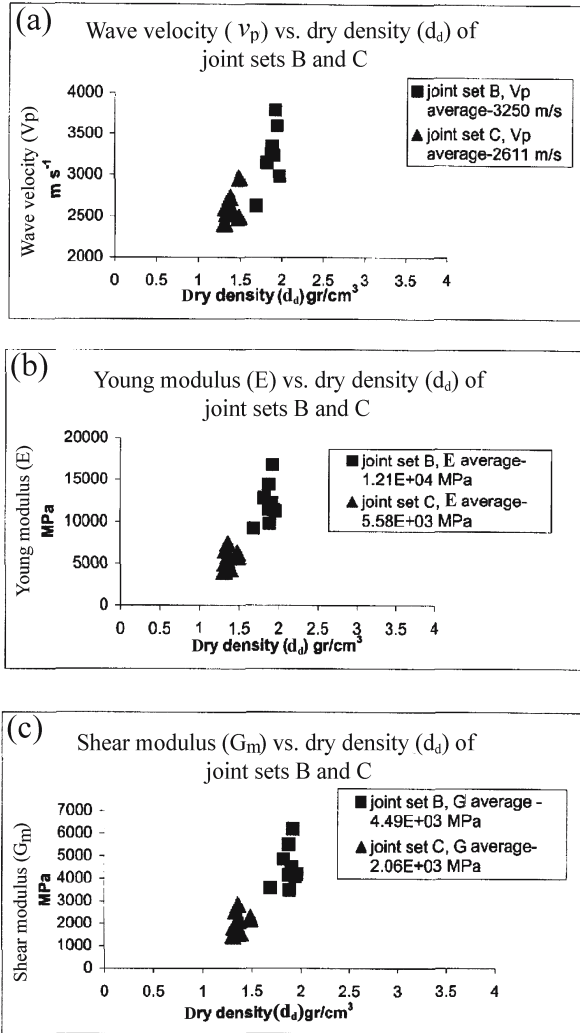 (a)
Wave velocity ( vp) vs. dry density (dd) of
joint sets B and C
Wave velocity (Vp)
m s-1
4000
3500
3000
2500
2000
0 0.5 1 1.5 2 2.5 3 3.5 4
Dry density (dd)gr/cm3
joint set B, Vp
average-3250 m/s
joint set C, Vp
average-2611 m/s
(b)
Young modulus (E) vs. dry density (dd) of
joint sets B and C
Young modulus (E)
MPa
20000
15000
10000
5000
0
0 0.5 1 1.5 2 2.5 3 3.5 4
Dry density (dd) gr/cm3
joint set B, E average-
1.21E+04 MPa
joint set C, E average-
5.58E+03 MPa
(c)
Shear modulus (Gm) vs. dry density (dd) of
joint sets B and C
Shear modulus (Gm)
MPa
7000
6000
5000
4000
3000
2000
1000
0
0 0.5 1 1.5 2 2.5 3 3.5 4
Dry density(dd)gr/cm3
joint set B, G average -
4.49E+03 MPa
joint set C, G average-
2.06E+03 MPa